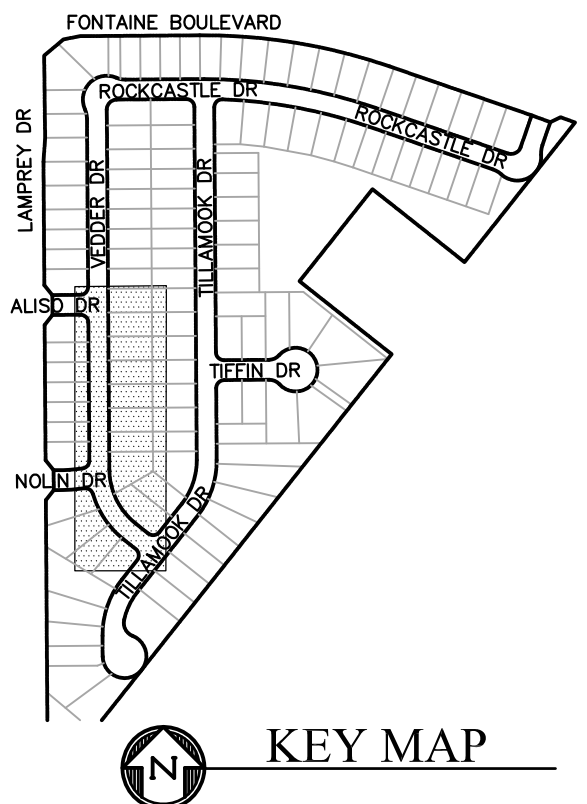 FONTAINE BOULEVARD
ROCKCASTLE DR
ROCKCASTLE DR
LAMPREY DR
VEDDER DR
TILLAMOOK DR
ALISO DR
TIFFIN DR
NOLIN DR
TILLAMOOK DR
N
KEY MAP